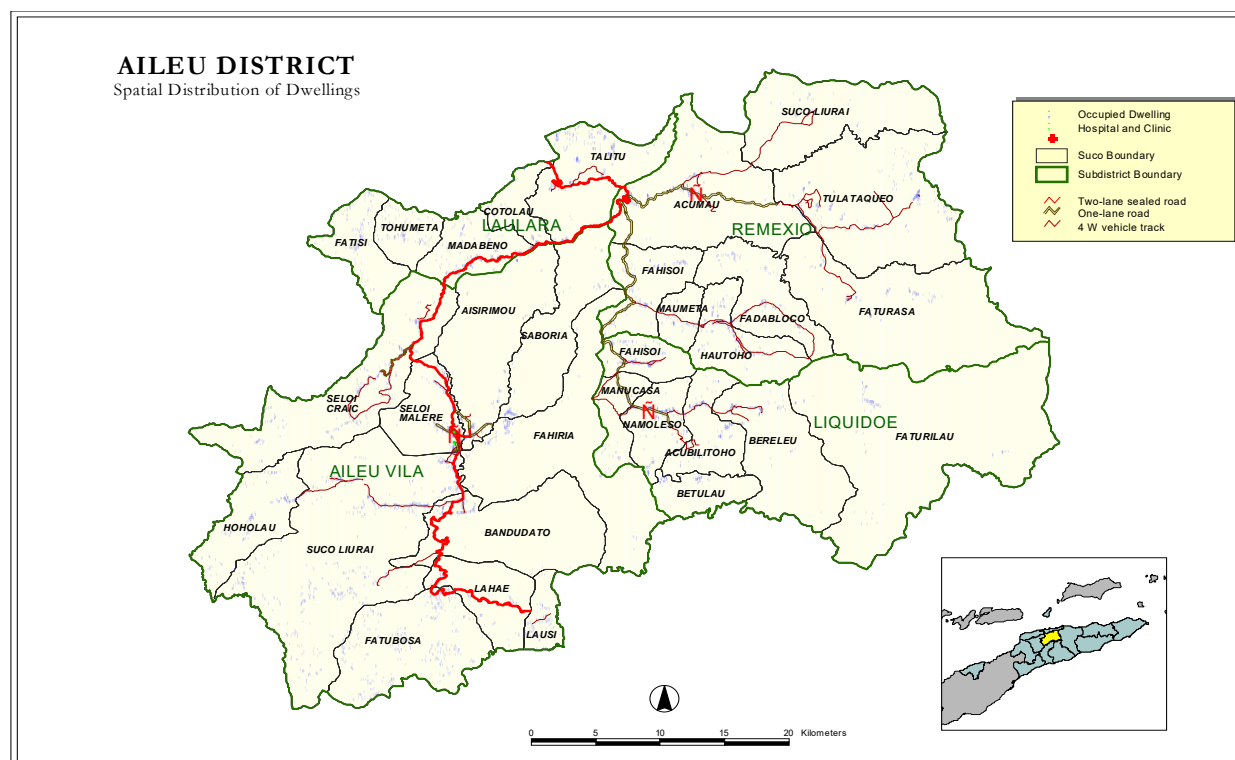 AILEU DISTRICT
Spatial Distribution of Dwellings
Occupied Dwelling
Hospital and Clinic
Suco Boundary
Subdistrict Boundary
Two-lane sealed road
One-lane road
4 W vehicle track
SUCO-LIURAI
TALITU
TULATAQUEO
ACUMAU
Ñ
REMEXIO
COTOLAU
LAULARA
TOHUMETA
FATISI
MADABENO
FAHISOI
AISIRIMOU
MAUMETA
FADABLOCO
FATURASA
SABORIA
FAHISOI
HAUTOHO
MANUCASA
SELOI
CRAIC
SELOI
MALERE
Ñ
NAMOLESO
LIQUIDOE
FATURILAU
FAHIRIA
BERELEU
ACUBILITOHO
AILEU VILA
BETULAU
HOHOLAU
BANDUDATO
SUCO LIURAI
LAHAE
LAUSI
FATUBOSA
0 5 10 15 20 Kilometers